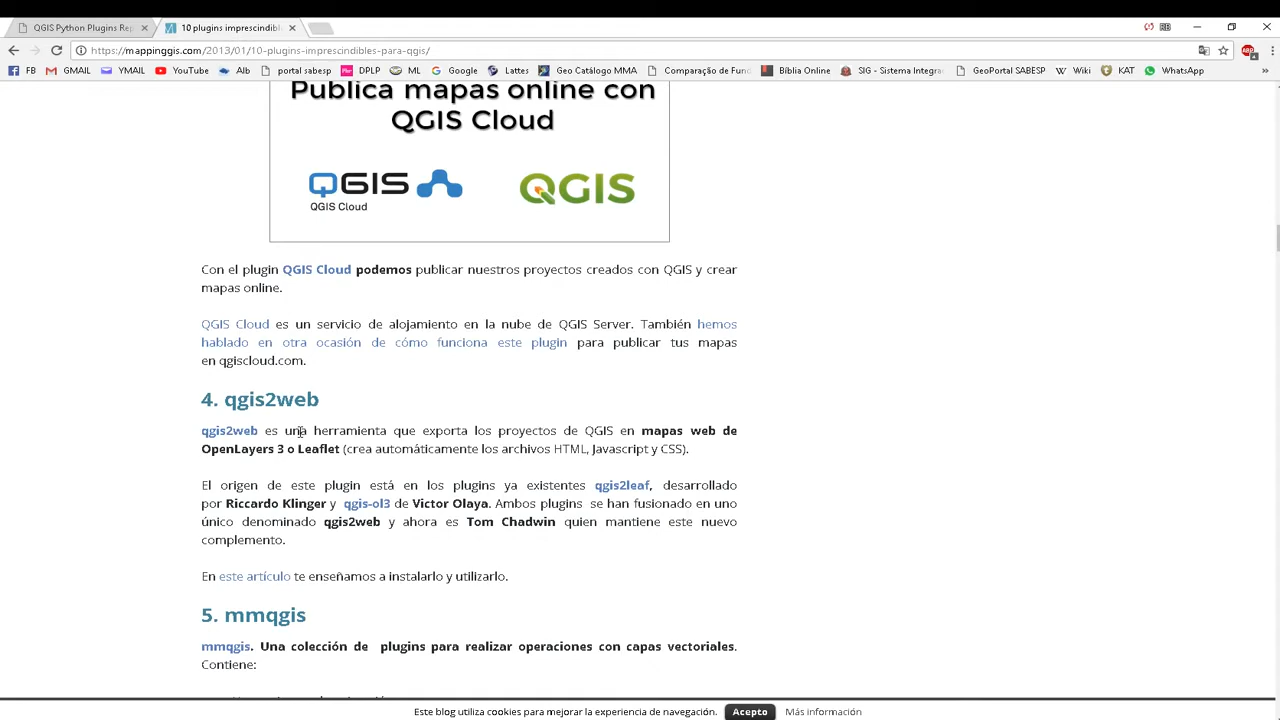 QGIS Python Plugins Rep
10 plugins imprescindibl
https://mappinggis.com/2013/01/10-plugins-imprescindibles-para-qgis/
FB GMAIL YMAIL YouTube Alb portal sabesp DPLP ML Google Lattes Geo Catálogo MMA Comparação de Func Bíblia Online SIG - Sistema Integra GeoPortal SABES Wiki KAT WhatsApp
Publica mapas online con
QGIS Cloud
QGIS QGIS
QGIS Cloud
Con el plugin QGIS Cloud podemos publicar nuestros proyectos creados con QGIS y crear
mapas online.
QGIS Cloud es un servicio de alojamiento en la nube de QGIS Server. También hemos
hablado en otra ocasión de cómo funciona este plugin para publicar tus mapas
en qgiscloud.com.
4. qgis2web
qgis2web es una herramienta que exporta los proyectos de QGIS en mapas web de
OpenLayers 3 o Leaflet (crea automáticamente los archivos HTML, Javascript y CSS).
El origen de este plugin está en los plugins ya existentes qgis2leaf, desarrollado
por Riccardo Klinger y qgis-ol3 de Victor Olaya. Ambos plugins se han fusionado en uno
único denominado qgis2web y ahora es Tom Chadwin quien mantiene este nuevo
complemento.
En este artículo te enseñamos a instalarlo y utilizarlo.
5. mmqgis
mmqgis. Una colección de plugins para realizar operaciones con capas vectoriales.
Contiene:
Este blog utiliza cookies para mejorar la experiencia de navegación. Acepto Más información